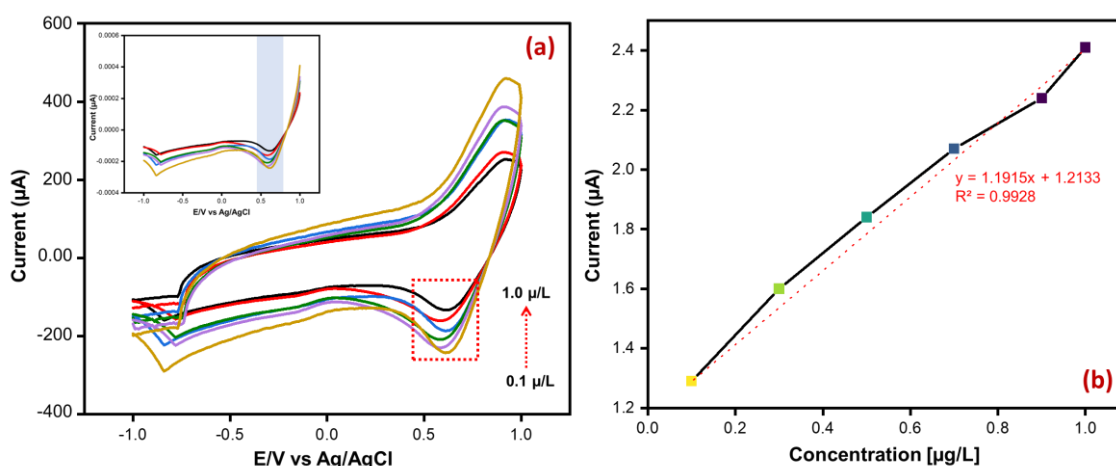 (a)
Current (µA)
600
400
200
0.00
-200
-400
-1.0
-0.5
0.0
0.5
1.0
E/V vs Ag/AgCl
Current (µA)
0.0006
0.0004
0.0002
0.0000
-0.0002
-0.0004
-1.0
-0.5
0.0
0.5
1.0
E/V vs Ag/AgCl
1.0 µ/L
0.1 µ/L
(b)
Current (µA)
2.4
2.2
2.0
1.8
1.6
1.4
1.2
0.0
0.2
0.4
0.6
0.8
1.0
Concentration [µg/L]
y = 1.1915x + 1.2133
R² = 0.9928